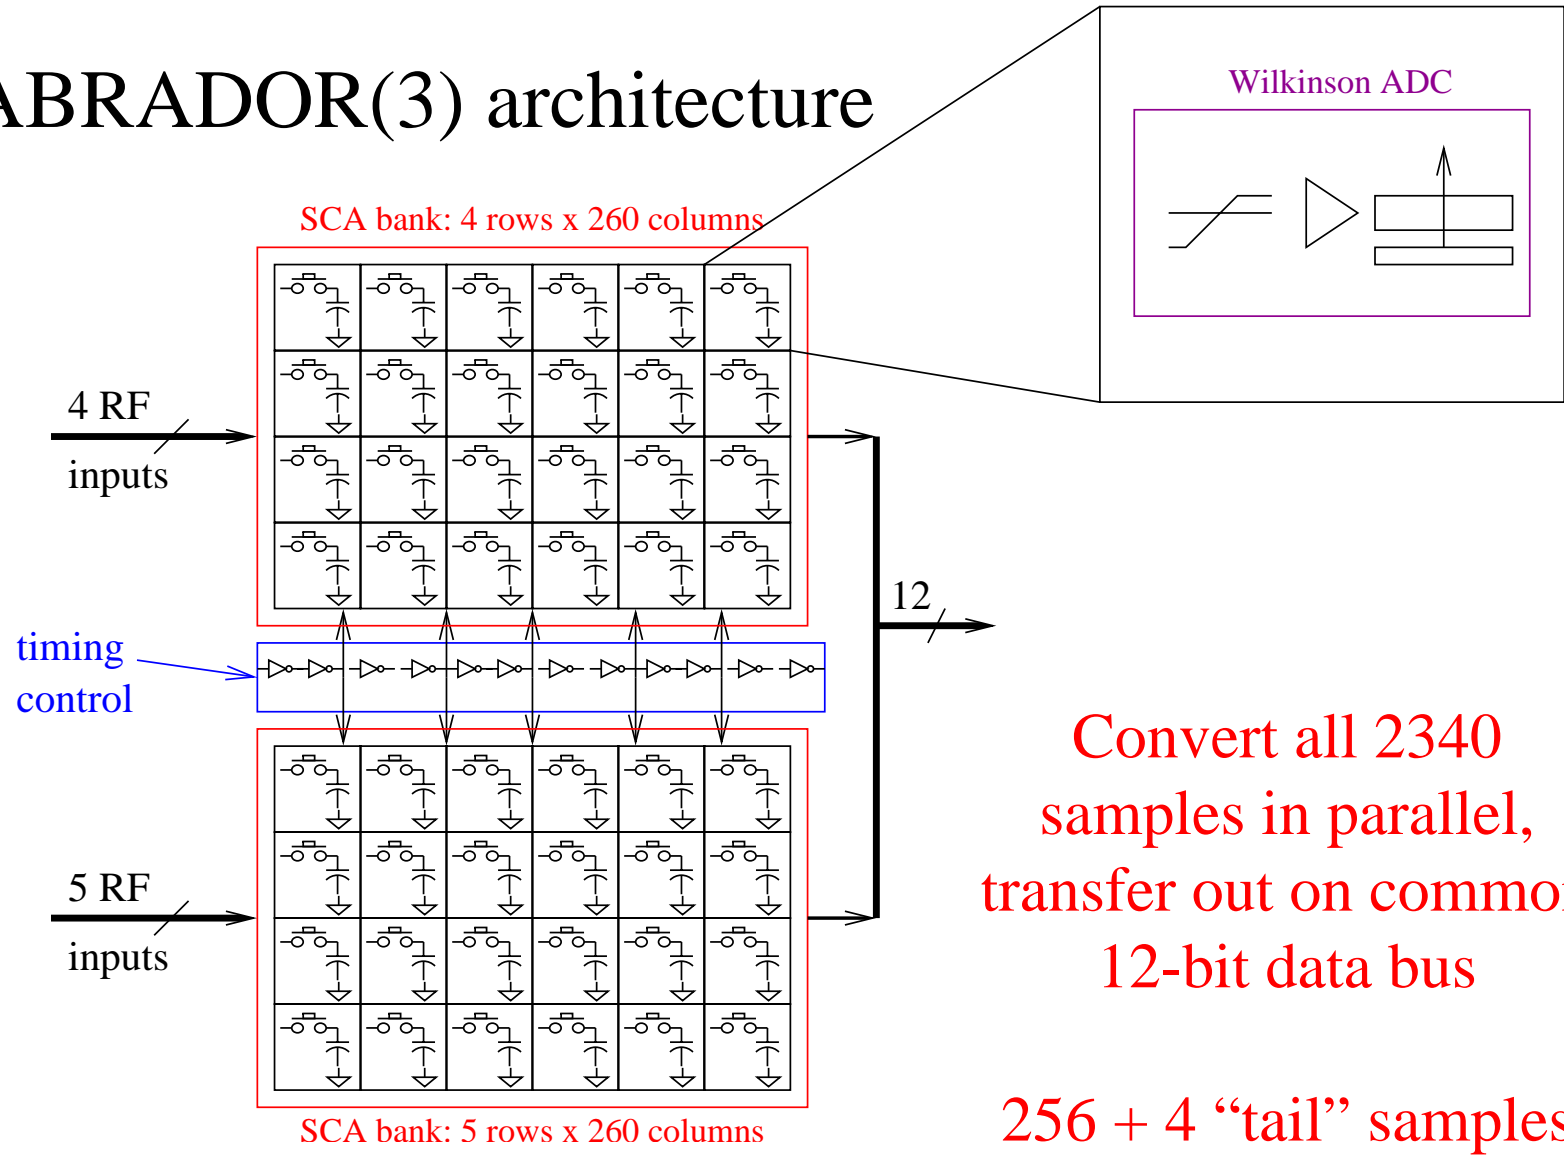 ABRADOR(3) architecture
Wilkinson ADC
SCA bank: 4 rows x 260 columns
4 RF
inputs
12
timing
control
Convert all 2340
samples in parallel,
transfer out on common
12-bit data bus
5 RF
inputs
256 + 4 “tail” samples
SCA bank: 5 rows x 260 columns